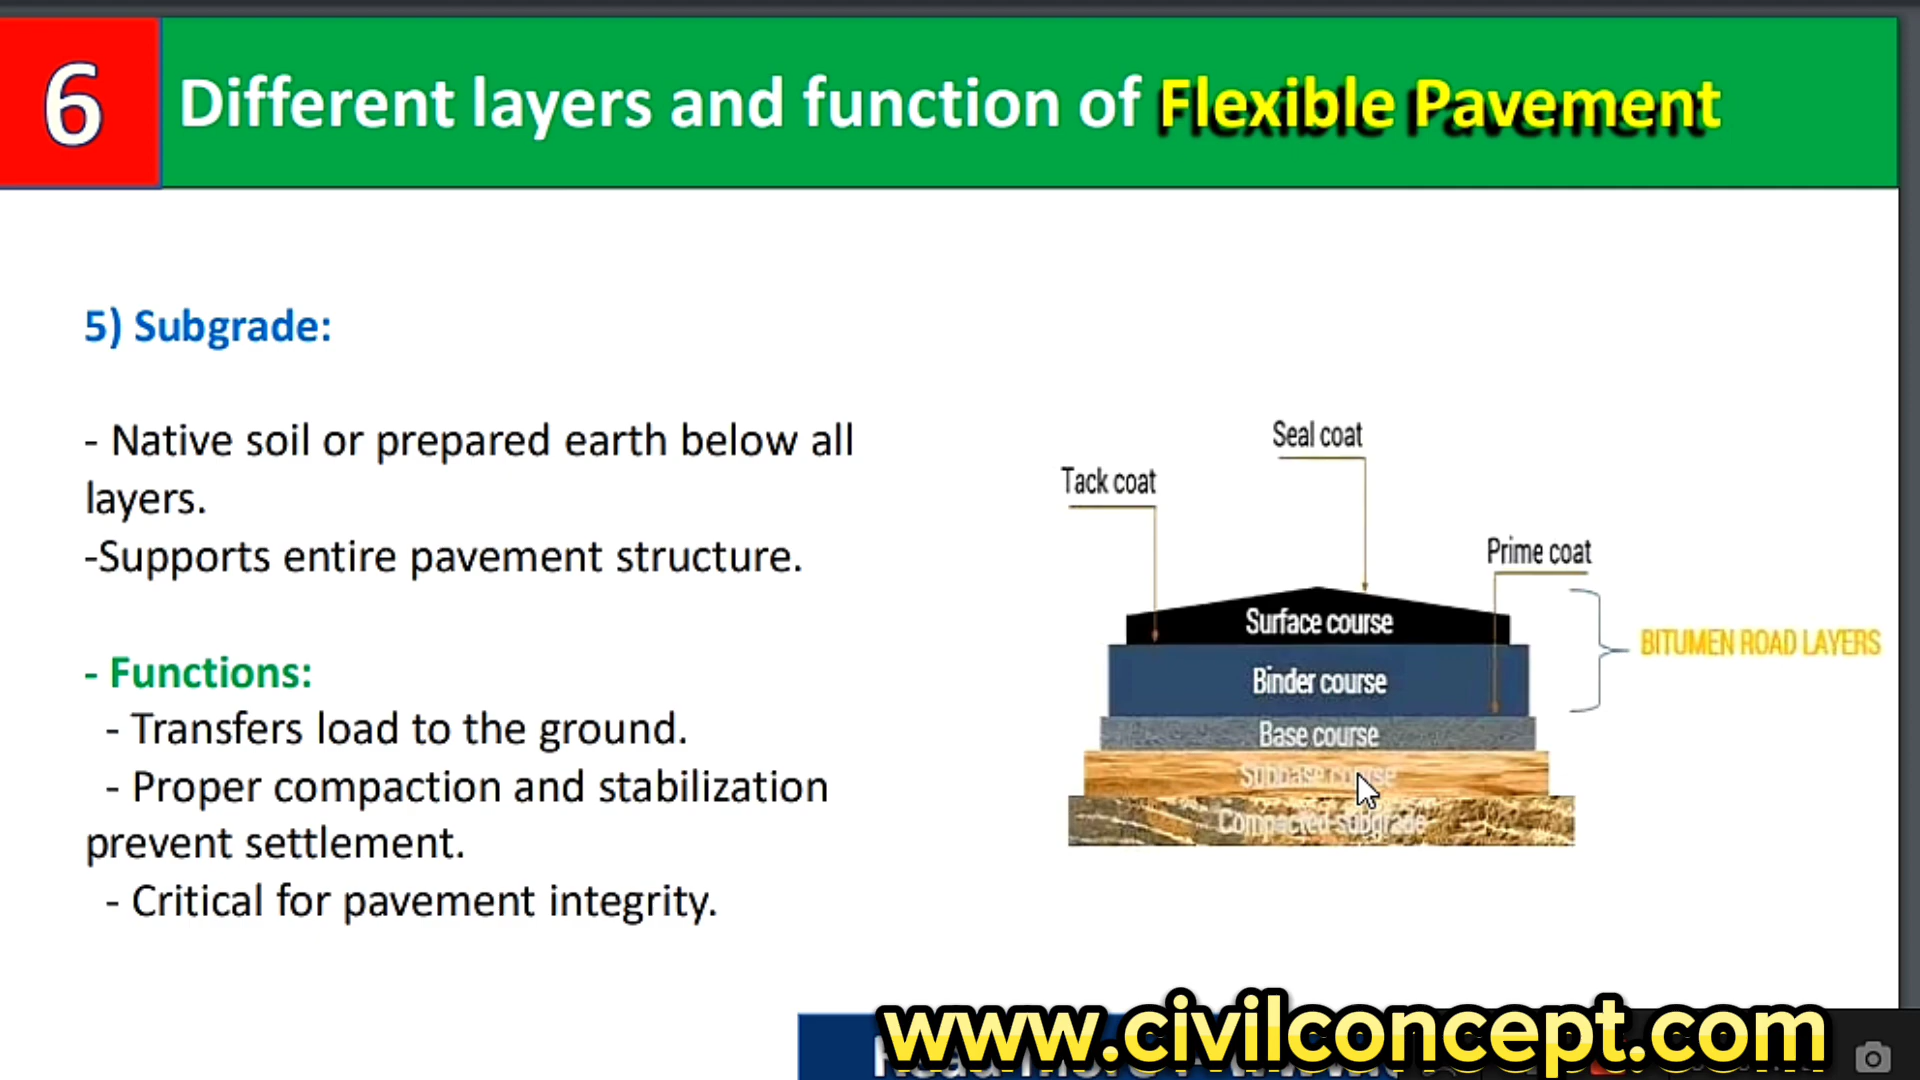 6
Different layers and function of Flexible Pavement
5) Subgrade:
- Native soil or prepared earth below all
layers.
-Supports entire pavement structure.
- Functions:
- Transfers load to the ground.
- Proper compaction and stabilization
prevent settlement.
- Critical for pavement integrity.
Seal coat
Tack coat
Prime coat
Surface course
BITUMEN ROAD LAYERS
Binder course
Base course
Subbase course
Compacted subgrade
www.civilconcept.com